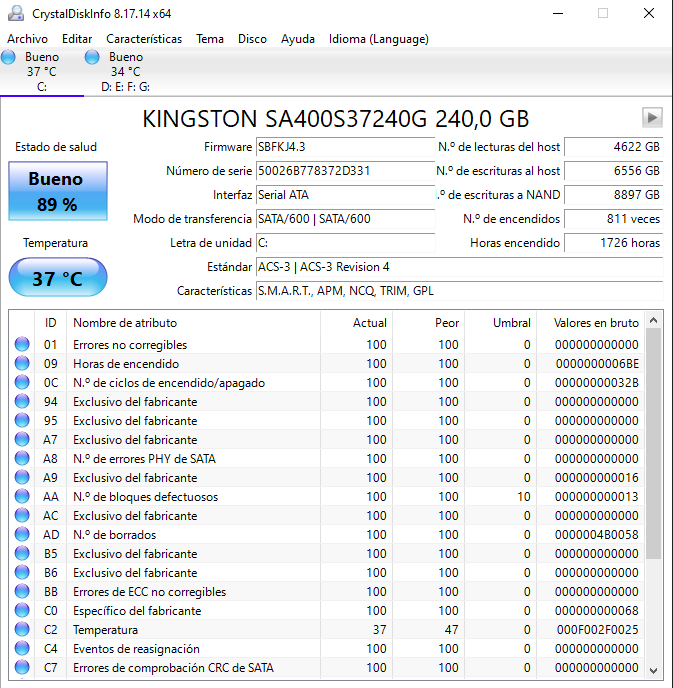 CrystalDiskInfo 8.17.14 x64
Archivo Editar Características Tema Disco Ayuda Idioma (Language)
Bueno Bueno
37 °C 34 °C
C: D: E: F: G:
KINGSTON SA400S37240G 240,0 GB
Estado de salud
Bueno
89 %
Temperatura
37 °C
Firmware SBFKJ4.3 N.º de lecturas del host 4622 GB
Número de serie 50026B778372D331 N.º de escrituras al host 6556 GB
Interfaz Serial ATA .º de escrituras a NAND 8897 GB
Modo de transferencia SATA/600 | SATA/600 N.º de encendidos 811 veces
Letra de unidad C: Horas encendido 1726 horas
Estándar ACS-3 | ACS-3 Revision 4
Características S.M.A.R.T., APM, NCQ, TRIM, GPL
ID Nombre de atributo Actual Peor Umbral Valores en bruto
01 Errores no corregibles 100 100 0 000000000000
09 Horas de encendido 100 100 0 0000000006BE
0C N.º de ciclos de encendido/apagado 100 100 0 00000000032B
94 Exclusivo del fabricante 100 100 0 000000000000
95 Exclusivo del fabricante 100 100 0 000000000000
A7 Exclusivo del fabricante 100 100 0 000000000000
A8 N.º de errores PHY de SATA 100 100 0 000000000000
A9 Exclusivo del fabricante 100 100 0 000000000016
AA N.º de bloques defectuosos 100 100 10 000000000013
AC Exclusivo del fabricante 100 100 0 000000000000
AD N.º de borrados 100 100 0 0000004B0058
B5 Exclusivo del fabricante 100 100 0 000000000000
B6 Exclusivo del fabricante 100 100 0 000000000000
BB Errores de ECC no corregibles 100 100 0 000000000000
C0 Específico del fabricante 100 100 0 000000000068
C2 Temperatura 37 47 0 000F002F0025
C4 Eventos de reasignación 100 100 0 000000000000
C7 Errores de comprobación CRC de SATA 100 100 0 000000000000